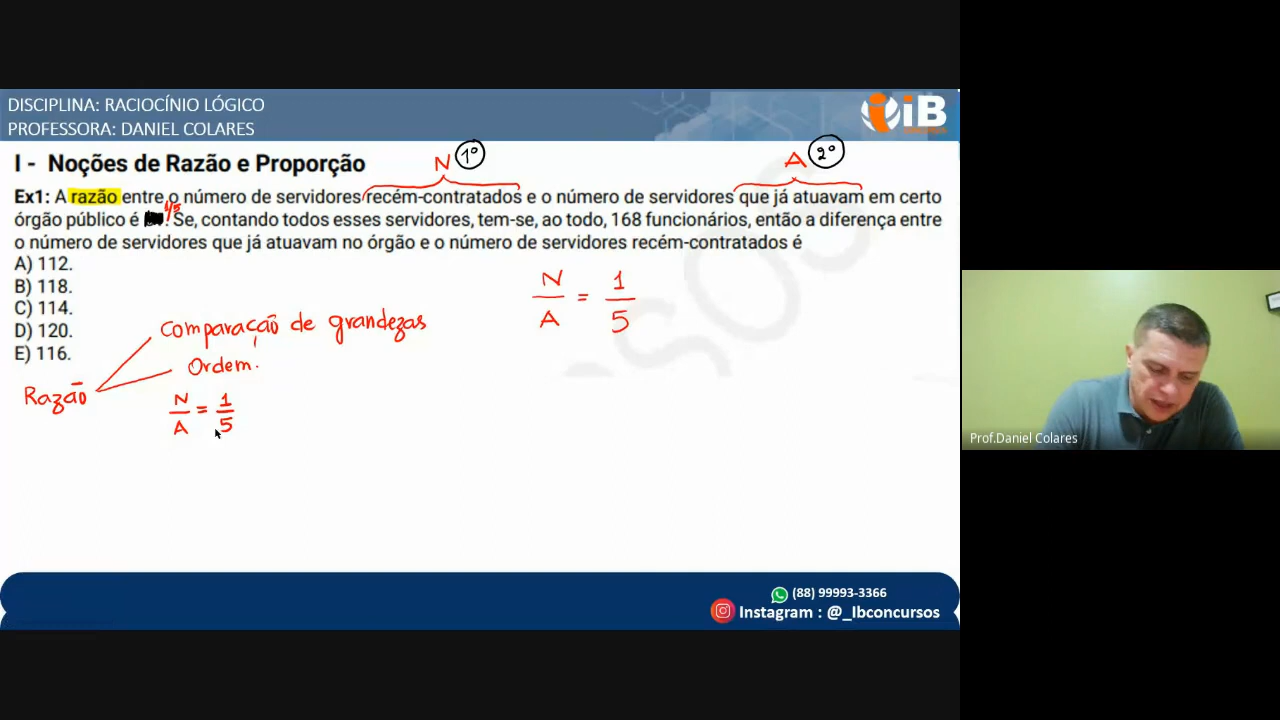 DISCIPLINA: RACIOCÍNIO LÓGICO
PROFESSORA: DANIEL COLARES
iB
I - Noções de Razão e Proporção
N 1º
A 2º
Ex1: A razão entre o número de servidores recém-contratados e o número de servidores que já atuavam em certo
órgão público é 1/5. Se, contando todos esses servidores, tem-se, ao todo, 168 funcionários, então a diferença entre
o número de servidores que já atuavam no órgão e o número de servidores recém-contratados é
A) 112.
B) 118.
C) 114.
D) 120.
E) 116.
N/A = 1/5
Comparação de grandezas
Ordem.
Razão
N/A = 1/5
Prof.Daniel Colares
(88) 99993-3366
Instagram : @_Ibconcursos